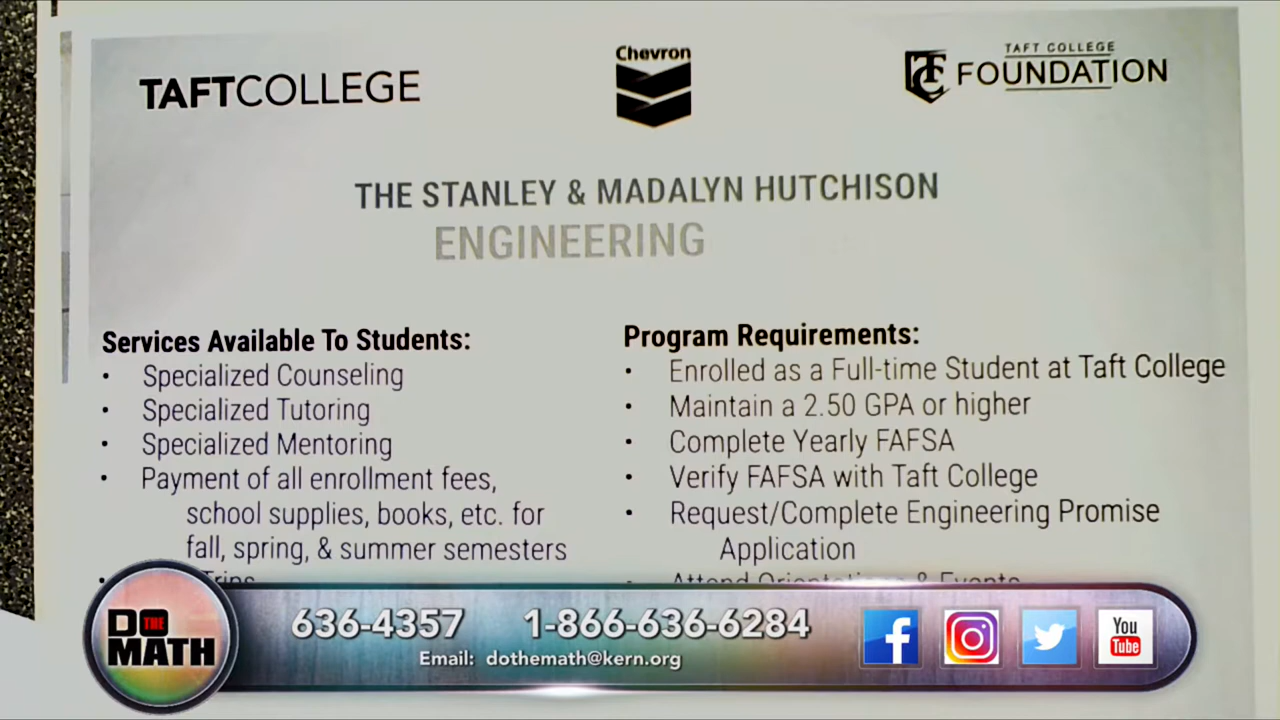 TAFTCOLLEGE
Chevron
TAFT COLLEGE
FOUNDATION
THE STANLEY & MADALYN HUTCHISON
ENGINEERING
Services Available To Students:
• Specialized Counseling
• Specialized Tutoring
• Specialized Mentoring
• Payment of all enrollment fees,
school supplies, books, etc. for
fall, spring, & summer semesters
• Trips
Program Requirements:
• Enrolled as a Full-time Student at Taft College
• Maintain a 2.50 GPA or higher
• Complete Yearly FAFSA
• Verify FAFSA with Taft College
• Request/Complete Engineering Promise
Application
• Attend Orientations & Events
DO THE MATH
636-4357 1-866-636-6284
Email: dothemath@kern.org
You
Tube